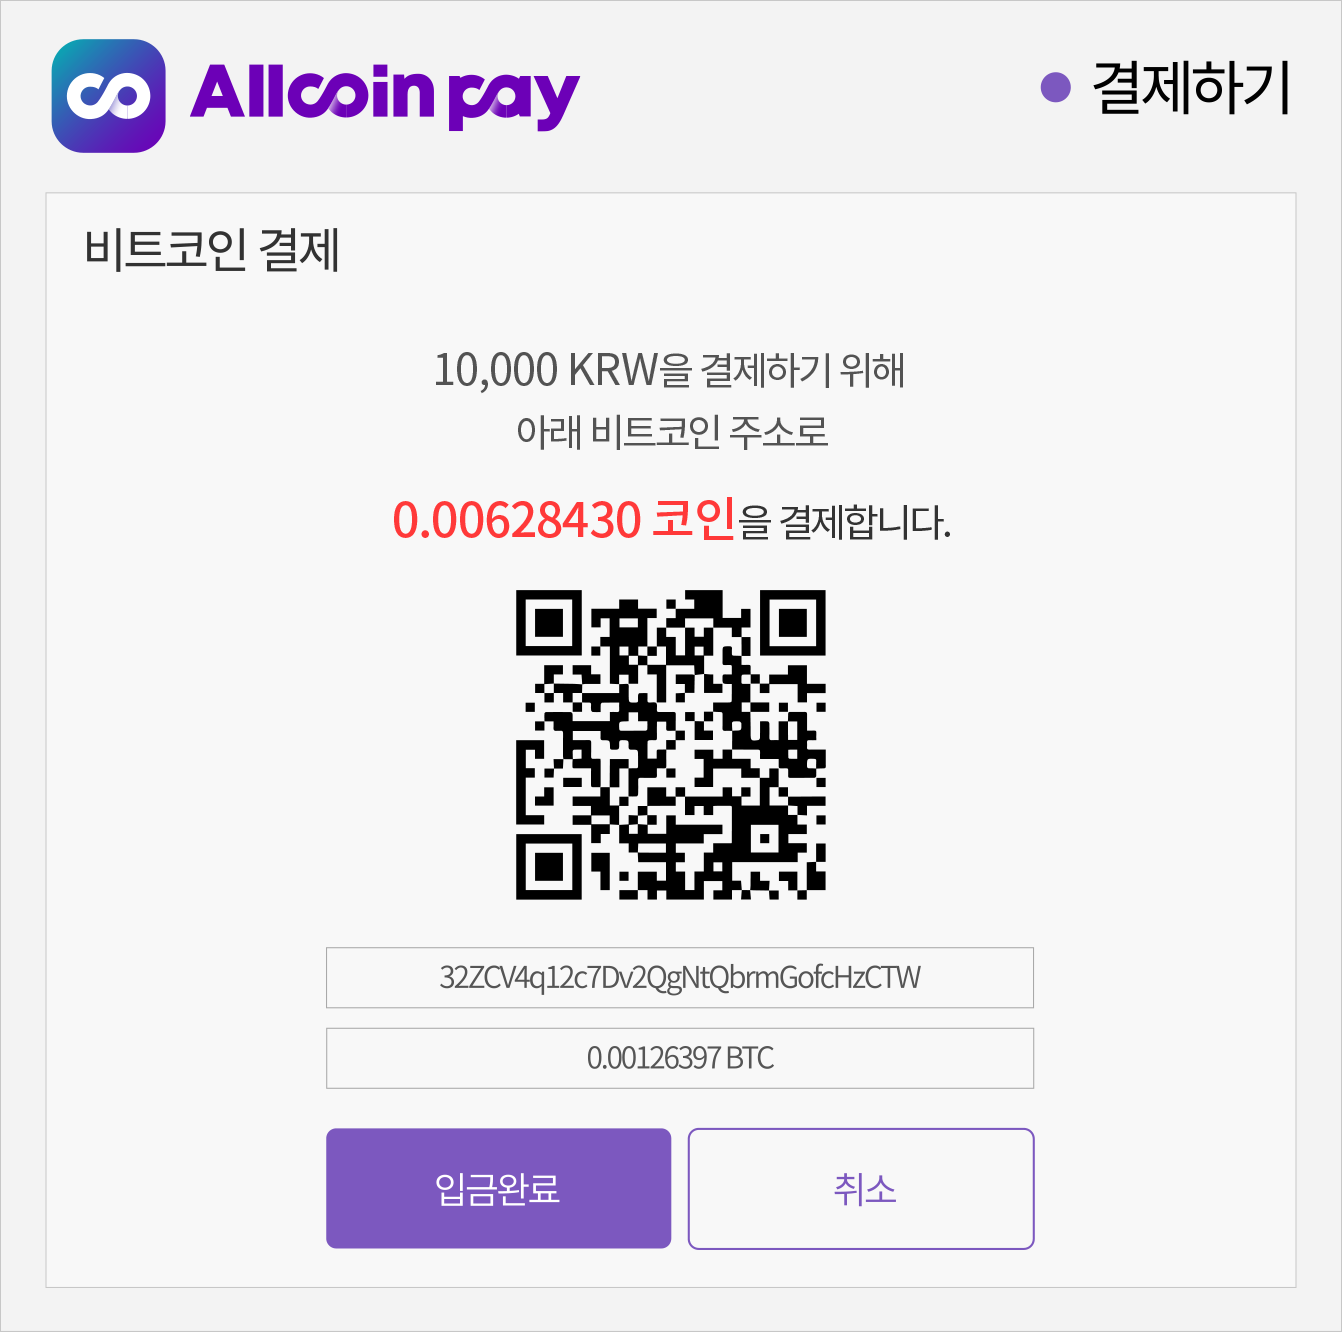 Allcoin pay
결제하기
비트코인 결제
10,000 KRW을 결제하기 위해
아래 비트코인 주소로
0.00628430 코인을 결제합니다.
32ZCV4q12c7Dv2QgNtQbrmGofcHzCTW
0.00126397 BTC
입금완료
취소